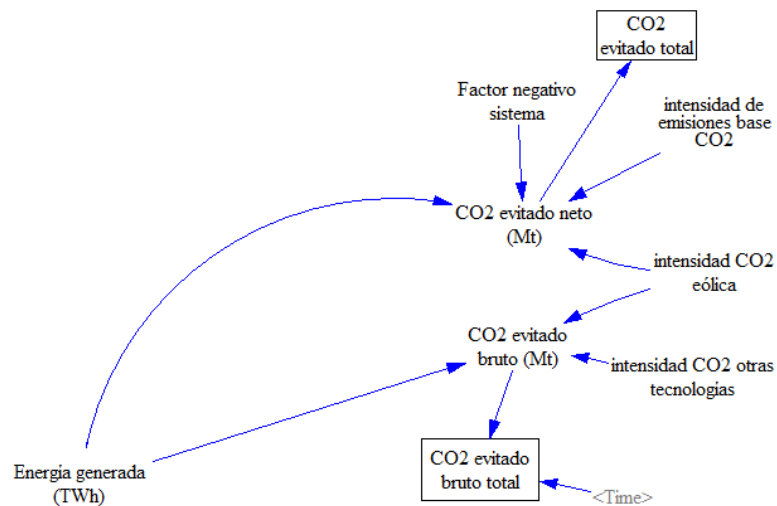 CO2
evitado total
Factor negativo
sistema
intensidad de
emisiones base
CO2
CO2 evitado neto
(Mt)
intensidad CO2
eólica
CO2 evitado
bruto (Mt)
intensidad CO2 otras
tecnologias
Energia generada
(TWh)
CO2 evitado
bruto total
<Time>